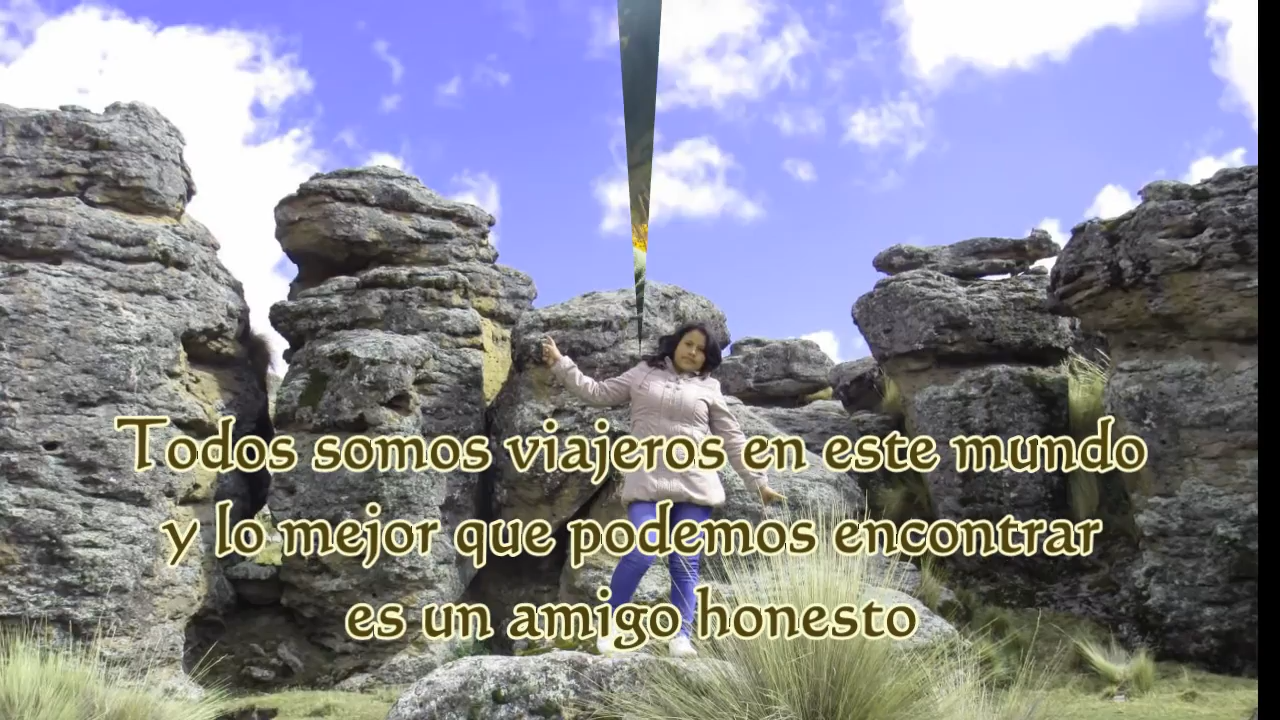 Todos somos viajeros en este mundo
y lo mejor que podemos encontrar
es un amigo honesto